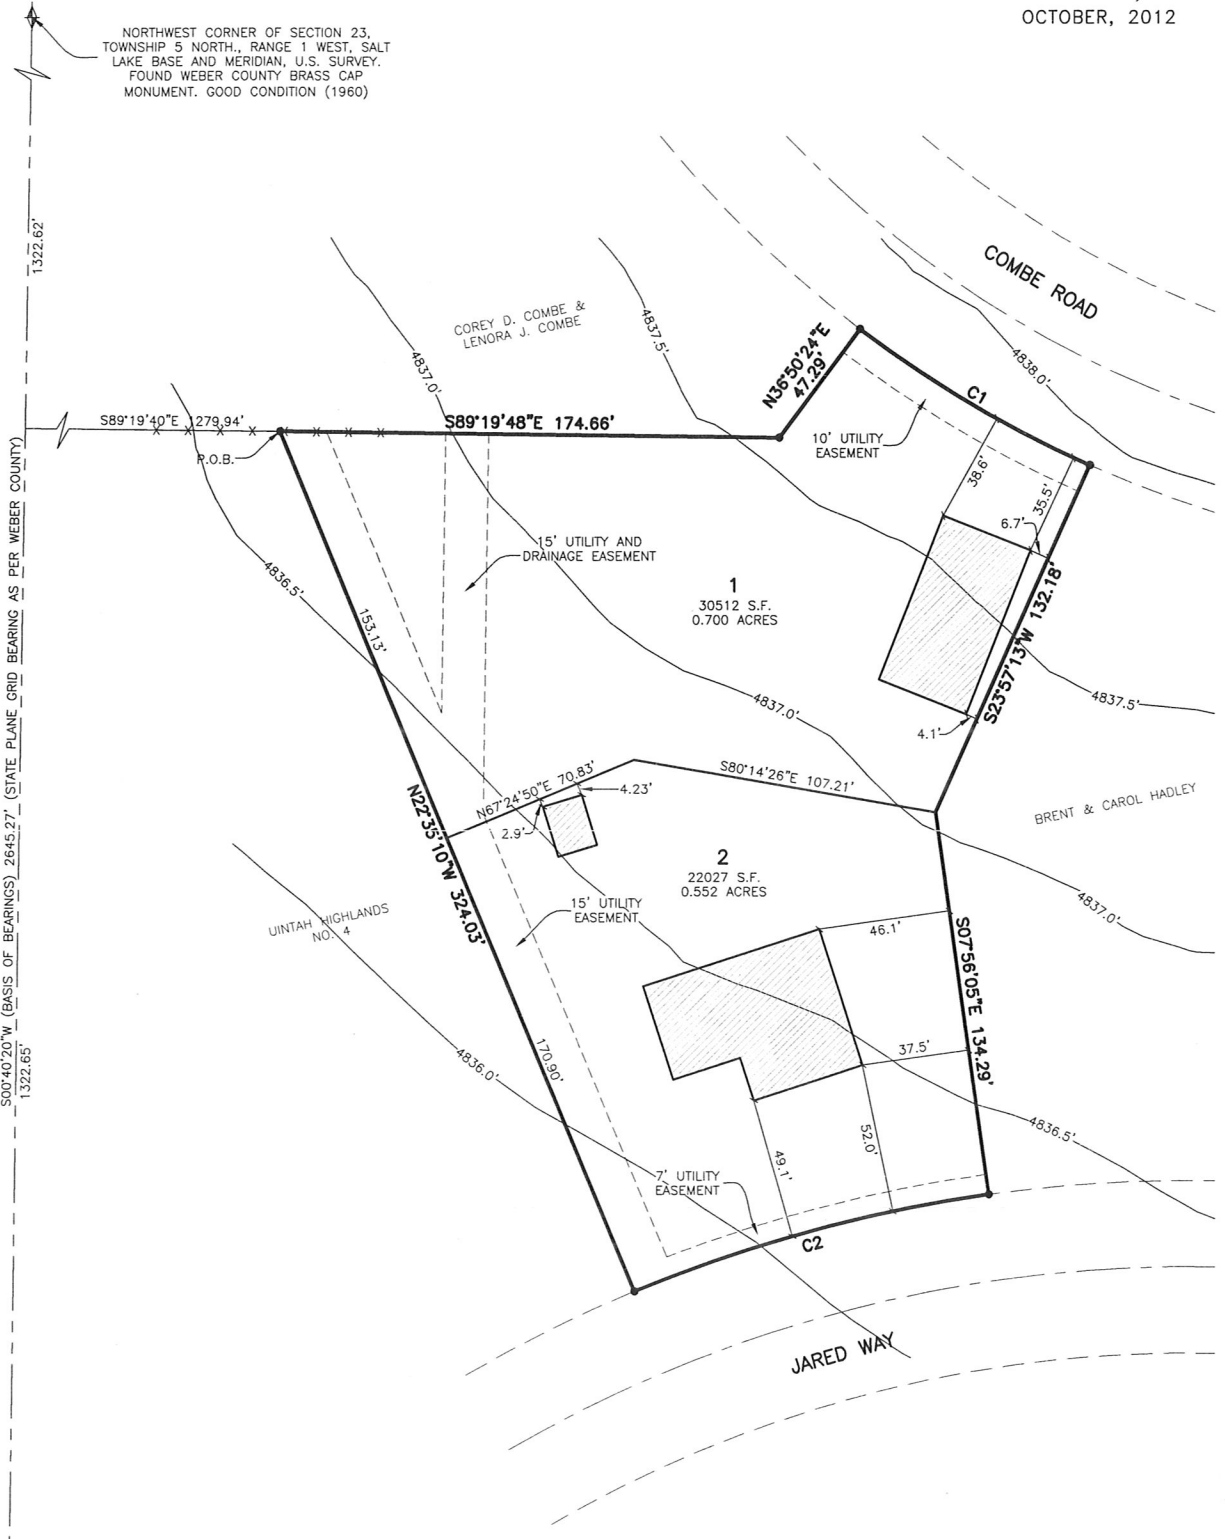 OCTOBER, 2012
NORTHWEST CORNER OF SECTION 23,
TOWNSHIP 5 NORTH., RANGE 1 WEST, SALT
LAKE BASE AND MERIDIAN, U.S. SURVEY.
FOUND WEBER COUNTY BRASS CAP
MONUMENT. GOOD CONDITION (1960)
1322.62'
COMBE ROAD
COREY D. COMBE &
LENORA J. COMBE
4837.5'
4837.0'
4838.0'
N36°50'24"E
47.29'
C1
S89°19'40"E 1279.94'
S89°19'48"E 174.66'
P.O.B.
10' UTILITY
EASEMENT
38.6'
35.5'
6.7'
15' UTILITY AND
DRAINAGE EASEMENT
4836.5'
1
30512 S.F.
0.700 ACRES
153.13'
S23°57'13"W 132.18'
4837.0'
4837.5'
4.1'
S80°14'26"E 107.21'
N67°24'50"E 70.83'
4.23'
2.9'
BRENT & CAROL HADLEY
N22°35'10"W 324.03'
2
22027 S.F.
0.552 ACRES
15' UTILITY
EASEMENT
UINTAH HIGHLANDS
NO. 4
46.1'
4837.0'
S07°56'05"E 134.29'
S00°40'20"W (BASIS OF BEARINGS) 2645.27' (STATE PLANE GRID BEARING AS PER WEBER COUNTY)
1322.65'
4836.0'
170.90'
37.5'
52.0'
4836.5'
49.1'
7' UTILITY
EASEMENT
C2
JARED WAY